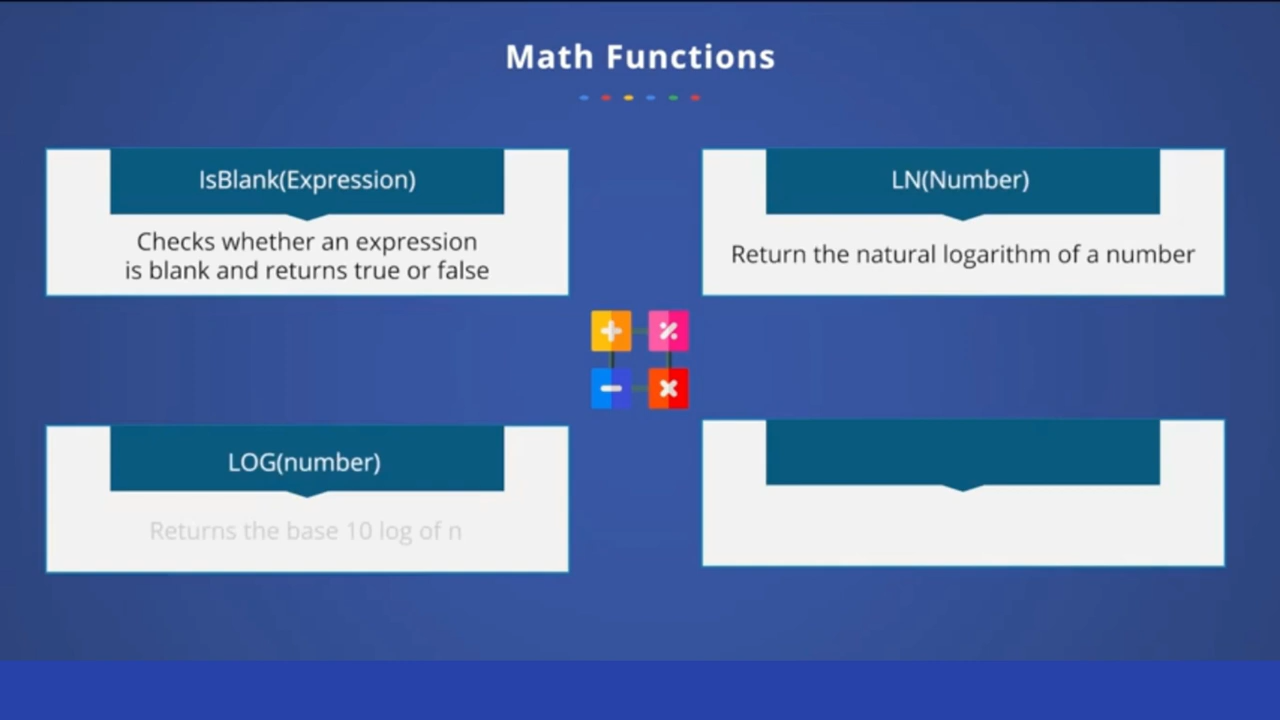 Math Functions
IsBlank(Expression)
Checks whether an expression
is blank and returns true or false
LN(Number)
Return the natural logarithm of a number
LOG(number)
Returns the base 10 log of n